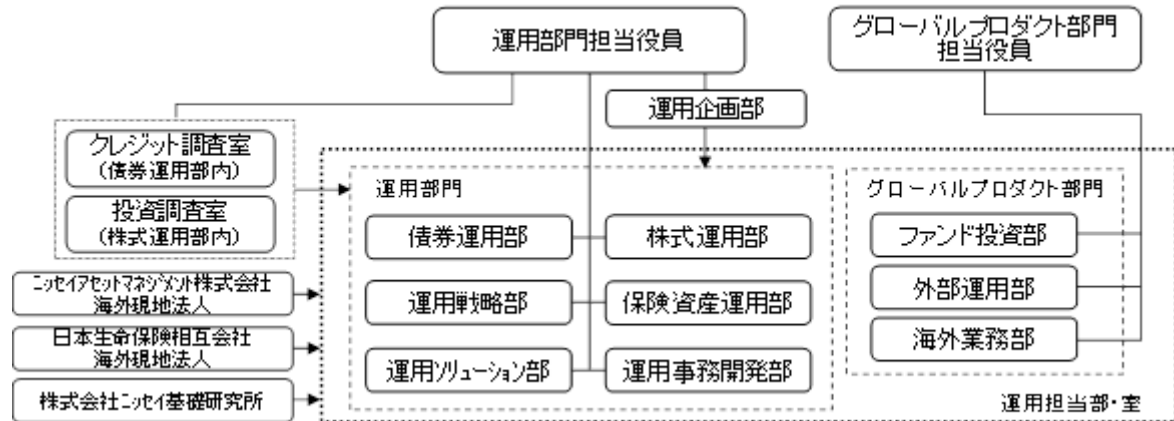 運用部門担当役員
グローバルプロダクト部門
担当役員
運用企画部
クレジット調査室
(債券運用部内)
投資調査室
(株式運用部内)
運用部門
グローバルプロダクト部門
債券運用部
株式運用部
ファンド投資部
ニッセイアセットマネジメント株式会社
海外現地法人
運用戦略部
保険資産運用部
外部運用部
日本生命保険相互会社
海外現地法人
海外業務部
運用ソリューション部
運用事務開発部
株式会社ニッセイ基礎研究所
運用担当部・室